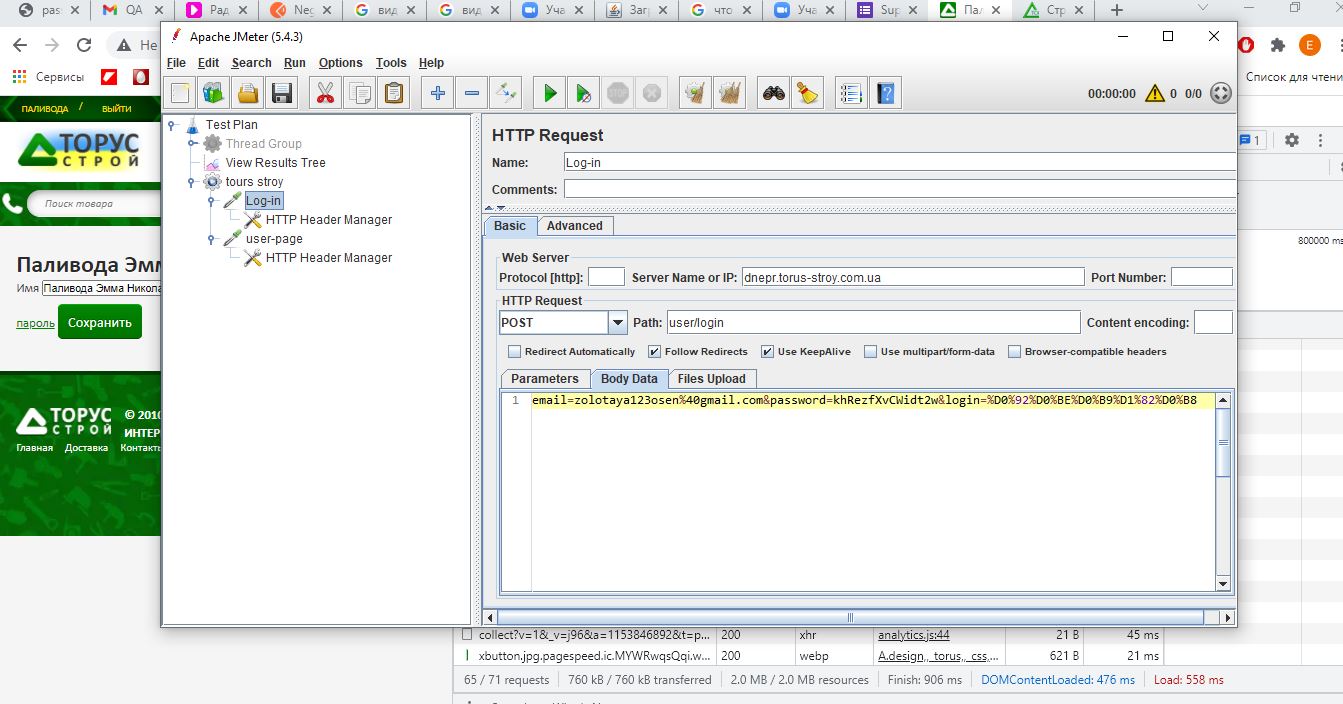 pas
QA
Рад
Neg
вид
вид
Уча
Загр
что
Уча
Sup
Пал
Стр
Не
E
Сервисы
Список для чтени
ПАЛИВОДА / ВЫЙТИ
ТОРУС
СТРОЙ
Поиск товара
Паливода Эмм
Имя Паливода Эмма Никола
пароль Сохранить
ТОРУС
СТРОЙ
© 2010
ИНТЕР
Главная Доставка Контакты
Apache JMeter (5.4.3)
File Edit Search Run Options Tools Help
STOP
00:00:00 0 0/0
Test Plan
Thread Group
View Results Tree
tours stroy
Log-in
HTTP Header Manager
user-page
HTTP Header Manager
HTTP Request
Name: Log-in
Comments:
Basic Advanced
Web Server
Protocol [http]: Server Name or IP: dnepr.torus-stroy.com.ua Port Number:
HTTP Request
POST Path: user/login Content encoding:
Redirect Automatically Follow Redirects Use KeepAlive Use multipart/form-data Browser-compatible headers
Parameters Body Data Files Upload
1 email=zolotaya123osen%40gmail.com&password=khRezfXvCWidt2w&login=%D0%92%D0%BE%D0%B9%D1%82%D0%B8
1
800000 ms
collect?v=1&_v=j96&a=1153846892&t=p... 200 xhr analytics.js:44 21 B 45 ms
xbutton.jpg.pagespeed.ic.MYWRwqsQqi.w... 200 webp A.design,_torus,_css,... 621 B 21 ms
65 / 71 requests 760 kB / 760 kB transferred 2.0 MB / 2.0 MB resources Finish: 906 ms DOMContentLoaded: 476 ms Load: 558 ms